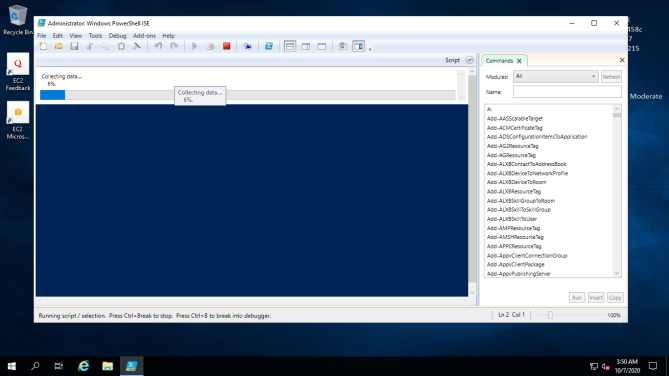 Recycle Bin
EC2
Feedback
EC2
Micros...
458c
7
215
Moderate
Administrator: Windows PowerShell ISE
File Edit View Tools Debug Add-ons Help
Script
Collecting data...
6%.
Collecting data...
6%.
Running script / selection. Press Ctrl+Break to stop. Press Ctrl+B to break into debugger.
Ln 2 Col 1
100%
Commands
Modules: All
Refresh
Name:
A:
Add-AASScalableTarget
Add-ACMCertificateTag
Add-ADSConfigurationItemsToApplication
Add-AG2ResourceTag
Add-AGResourceTag
Add-ALXBContactToAddressBook
Add-ALXBDeviceToNetworkProfile
Add-ALXBDeviceToRoom
Add-ALXBResourceTag
Add-ALXBSkillGroupToRoom
Add-ALXBSkillToSkillGroup
Add-ALXBSkillToUser
Add-AMPResourceTag
Add-AMSHResourceTag
Add-APPCResourceTag
Add-AppvClientConnectionGroup
Add-AppvClientPackage
Add-AppvPublishingServer
Run Insert Copy
3:50 AM
10/7/2020